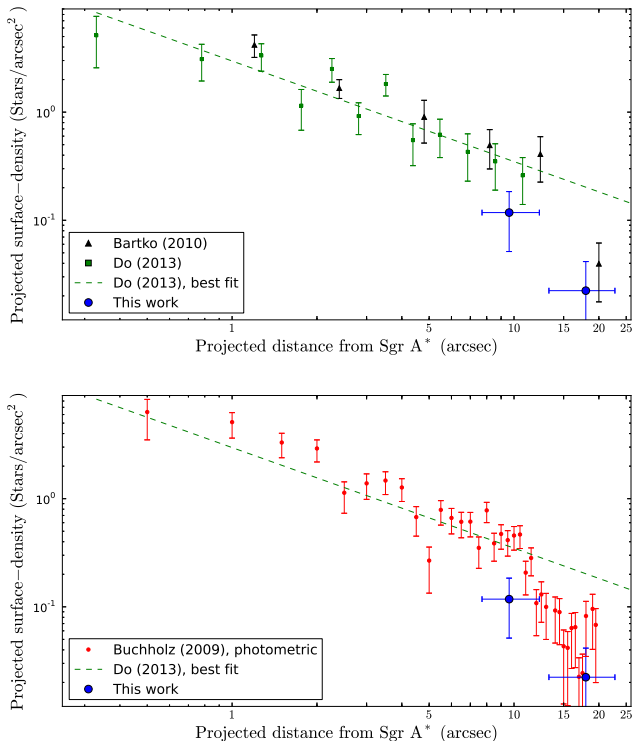 Projected surface−density (Stars/arcsec²)
10⁰
10⁻¹
Bartko (2010)
Do (2013)
Do (2013), best fit
This work
1 2 5 10 15 20 25
Projected distance from Sgr A* (arcsec)
Projected surface−density (Stars/arcsec²)
10⁰
10⁻¹
Buchholz (2009), photometric
Do (2013), best fit
This work
1 2 5 10 15 20 25
Projected distance from Sgr A* (arcsec)